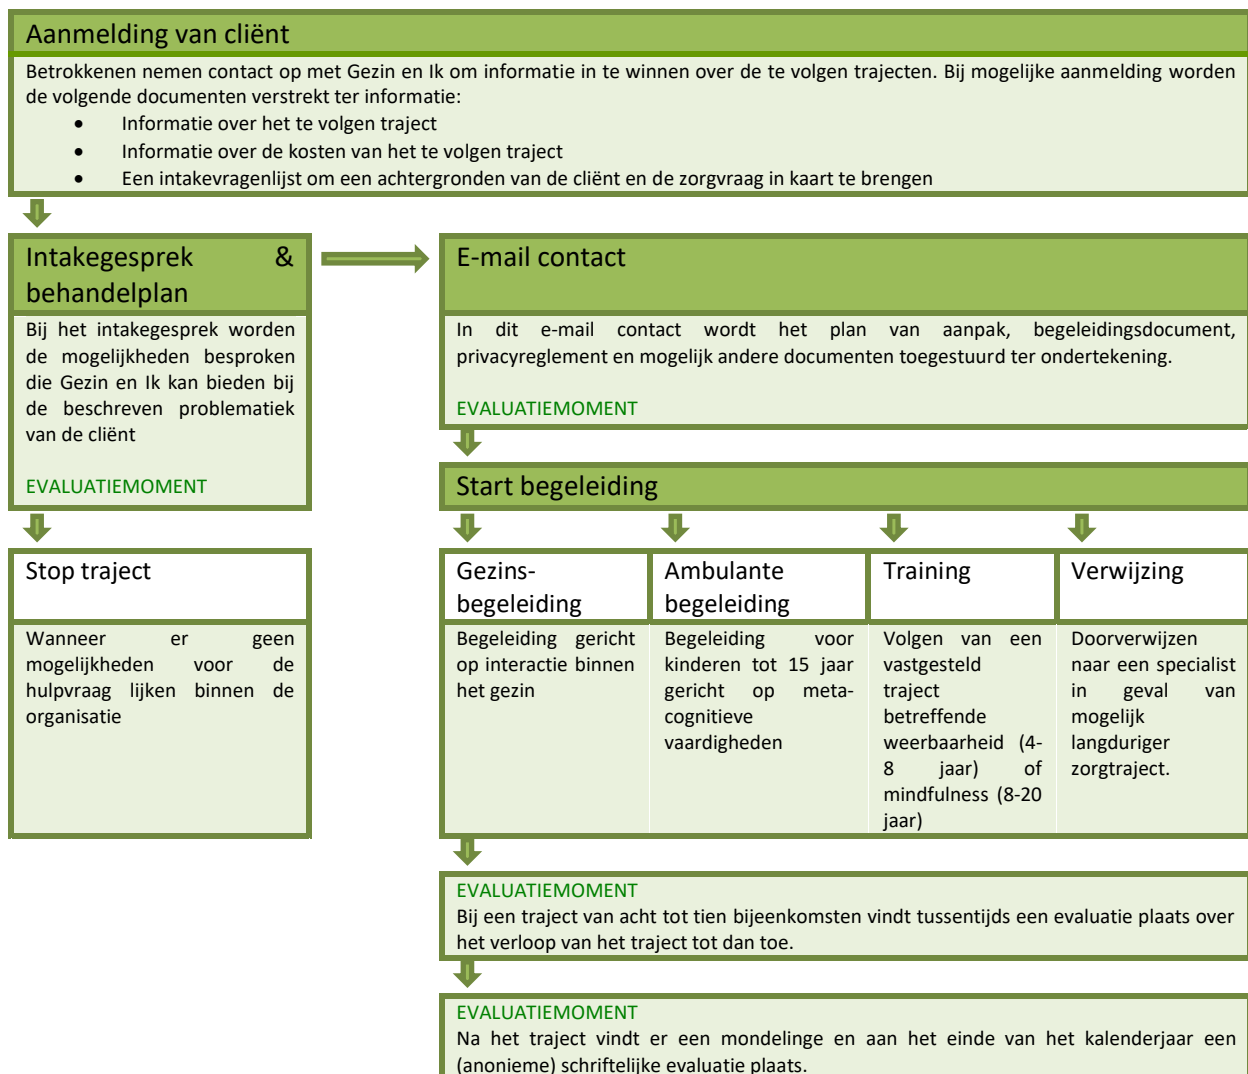 Aanmelding van cliënt
Betrokkenen nemen contact op met Gezin en Ik om informatie in te winnen over de te volgen trajecten. Bij mogelijke aanmelding worden
de volgende documenten verstrekt ter informatie:
• Informatie over het te volgen traject
• Informatie over de kosten van het te volgen traject
• Een intakevragenlijst om een achtergronden van de cliënt en de zorgvraag in kaart te brengen
Intakegesprek &
behandelplan
Bij het intakegesprek worden
de mogelijkheden besproken
die Gezin en Ik kan bieden bij
de beschreven problematiek
van de cliënt
EVALUATIEMOMENT
E-mail contact
In dit e-mail contact wordt het plan van aanpak, begeleidingsdocument,
privacyreglement en mogelijk andere documenten toegestuurd ter ondertekening.
EVALUATIEMOMENT
Start begeleiding
Stop traject
Wanneer er geen
mogelijkheden voor de
hulpvraag lijken binnen de
organisatie
Gezins-
begeleiding
Begeleiding gericht
op interactie binnen
het gezin
Ambulante
begeleiding
Begeleiding voor
kinderen tot 15 jaar
gericht op meta-
cognitieve
vaardigheden
Training
Volgen van een
vastgesteld
traject
betreffende
weerbaarheid (4-
8 jaar) of
mindfulness (8-20
jaar)
Verwijzing
Doorverwijzen
naar een specialist
in geval van
mogelijk
langduriger
zorgtraject.
EVALUATIEMOMENT
Bij een traject van acht tot tien bijeenkomsten vindt tussentijds een evaluatie plaats over
het verloop van het traject tot dan toe.
EVALUATIEMOMENT
Na het traject vindt er een mondelinge en aan het einde van het kalenderjaar een
(anonieme) schriftelijke evaluatie plaats.